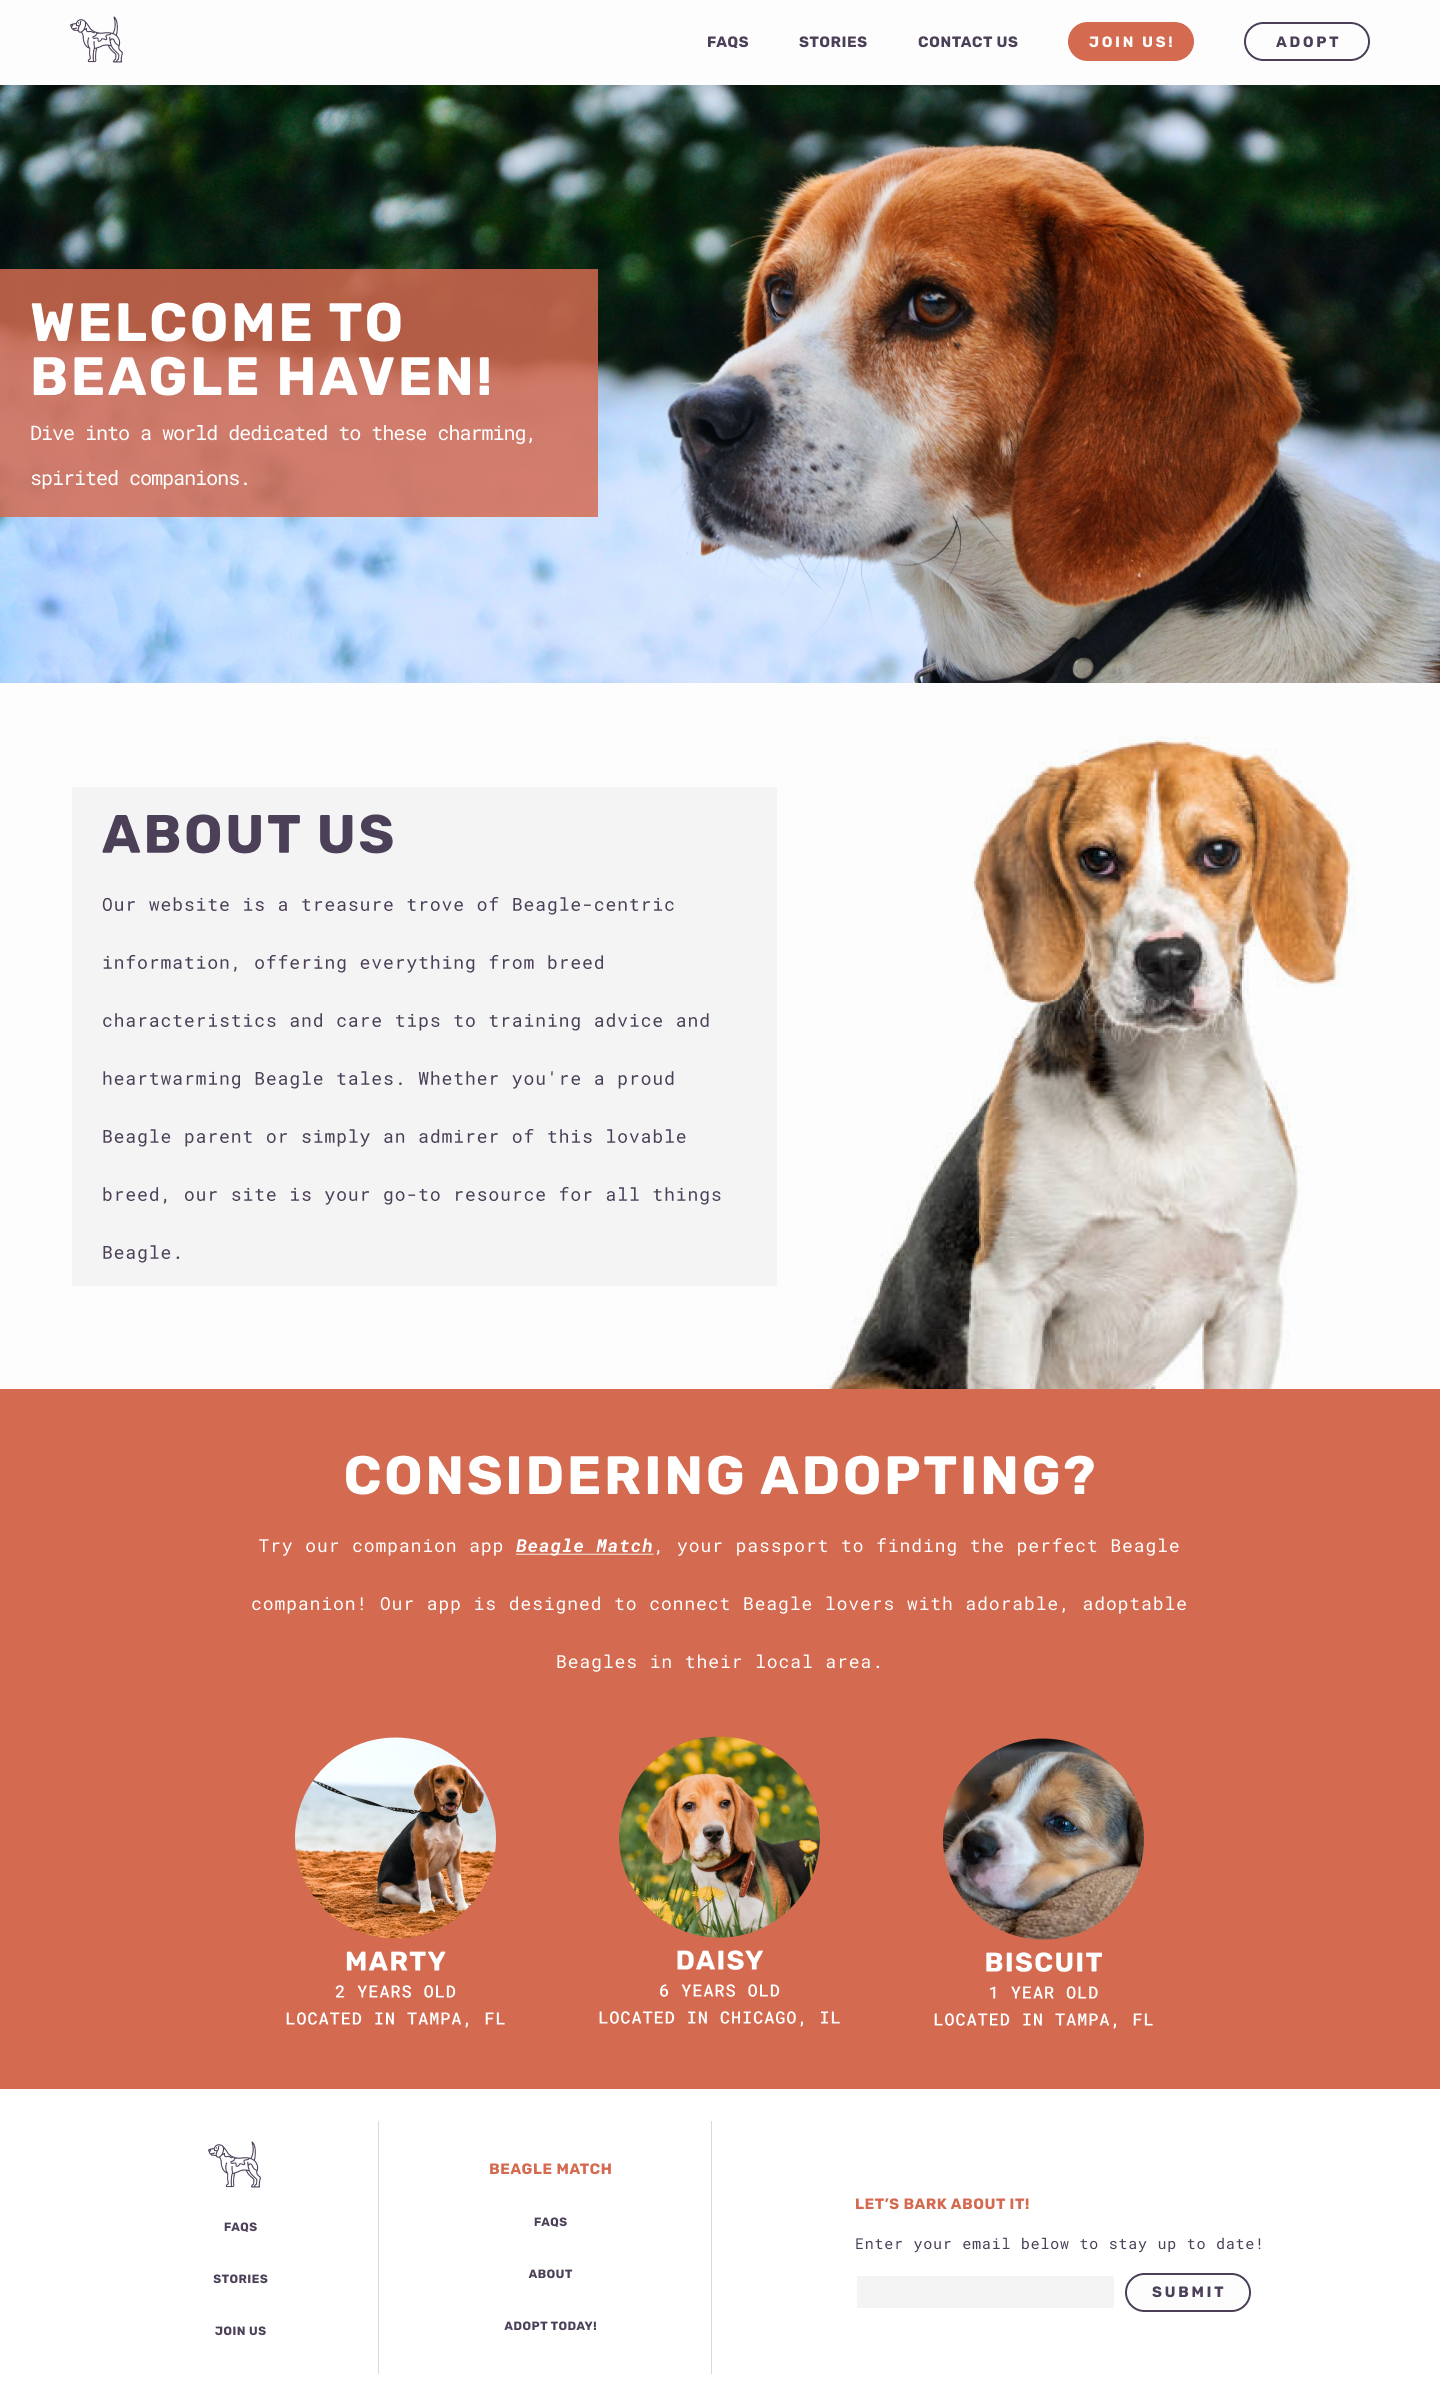 FAQS
STORIES
CONTACT US
JOIN US!
ADOPT
WELCOME TO
BEAGLE HAVEN!
Dive into a world dedicated to these charming,
spirited companions.
ABOUT US
Our website is a treasure trove of Beagle-centric
information, offering everything from breed
characteristics and care tips to training advice and
heartwarming Beagle tales. Whether you're a proud
Beagle parent or simply an admirer of this lovable
breed, our site is your go-to resource for all things
Beagle.
CONSIDERING ADOPTING?
Try our companion app Beagle Match, your passport to finding the perfect Beagle
companion! Our app is designed to connect Beagle lovers with adorable, adoptable
Beagles in their local area.
MARTY
2 YEARS OLD
LOCATED IN TAMPA, FL
DAISY
6 YEARS OLD
LOCATED IN CHICAGO, IL
BISCUIT
1 YEAR OLD
LOCATED IN TAMPA, FL
FAQS
STORIES
JOIN US
BEAGLE MATCH
FAQS
ABOUT
ADOPT TODAY!
LET’S BARK ABOUT IT!
Enter your email below to stay up to date!
SUBMIT